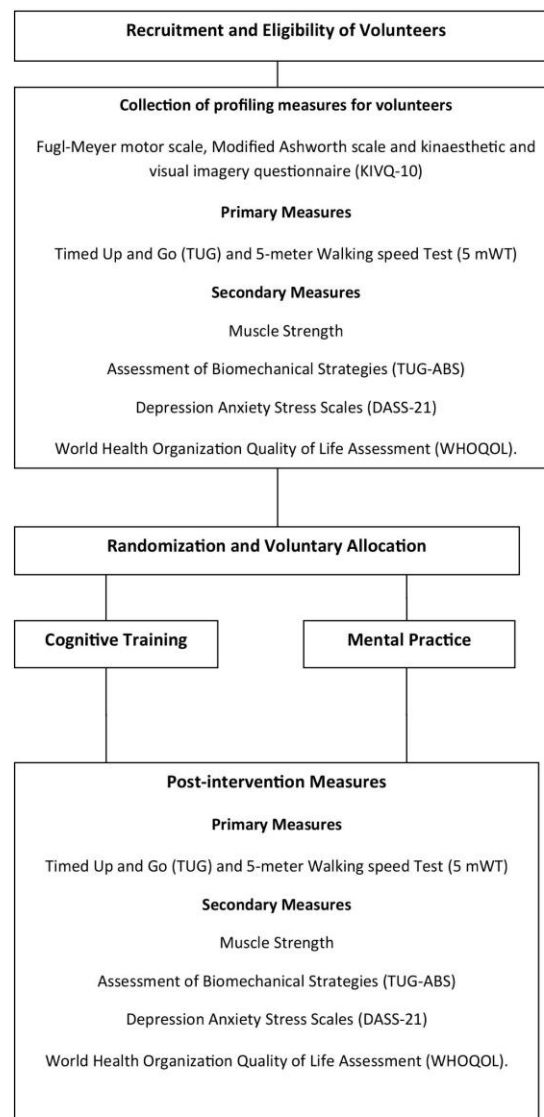 Recruitment and Eligibility of Volunteers
Collection of profiling measures for volunteers
Fugl-Meyer motor scale, Modified Ashworth scale and kinaesthetic and
visual imagery questionnaire (KIVQ-10)
Primary Measures
Timed Up and Go (TUG) and 5-meter Walking speed Test (5 mWT)
Secondary Measures
Muscle Strength
Assessment of Biomechanical Strategies (TUG-ABS)
Depression Anxiety Stress Scales (DASS-21)
World Health Organization Quality of Life Assessment (WHOQOL).
Randomization and Voluntary Allocation
Cognitive Training
Mental Practice
Post-intervention Measures
Primary Measures
Timed Up and Go (TUG) and 5-meter Walking speed Test (5 mWT)
Secondary Measures
Muscle Strength
Assessment of Biomechanical Strategies (TUG-ABS)
Depression Anxiety Stress Scales (DASS-21)
World Health Organization Quality of Life Assessment (WHOQOL).